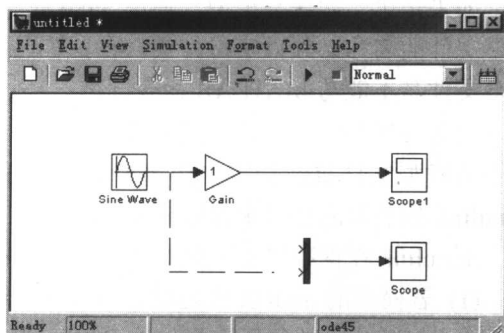 untitled *
File Edit View Simulation Format Tools Help
Normal
1
Sine Wave
Gain
Scope1
Scope
Ready 100% ode45